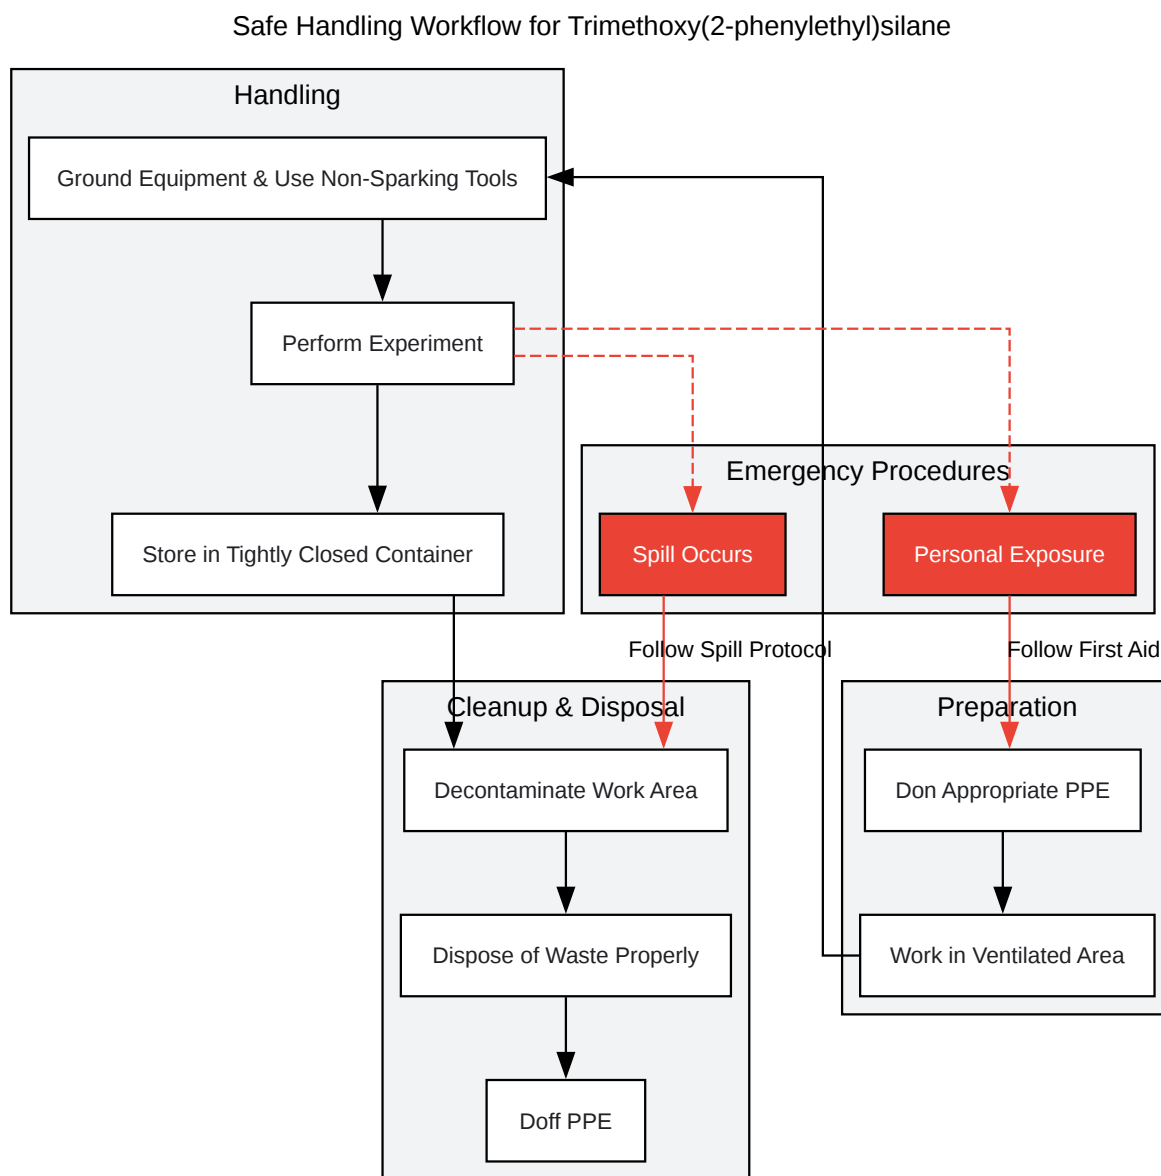 Safe Handling Workflow for Trimethoxy(2-phenylethyl)silane
Handling
Ground Equipment & Use Non-Sparking Tools
Perform Experiment
Store in Tightly Closed Container
Emergency Procedures
Spill Occurs
Personal Exposure
Follow Spill Protocol
Follow First Aid
Cleanup & Disposal
Decontaminate Work Area
Dispose of Waste Properly
Doff PPE
Preparation
Don Appropriate PPE
Work in Ventilated Area